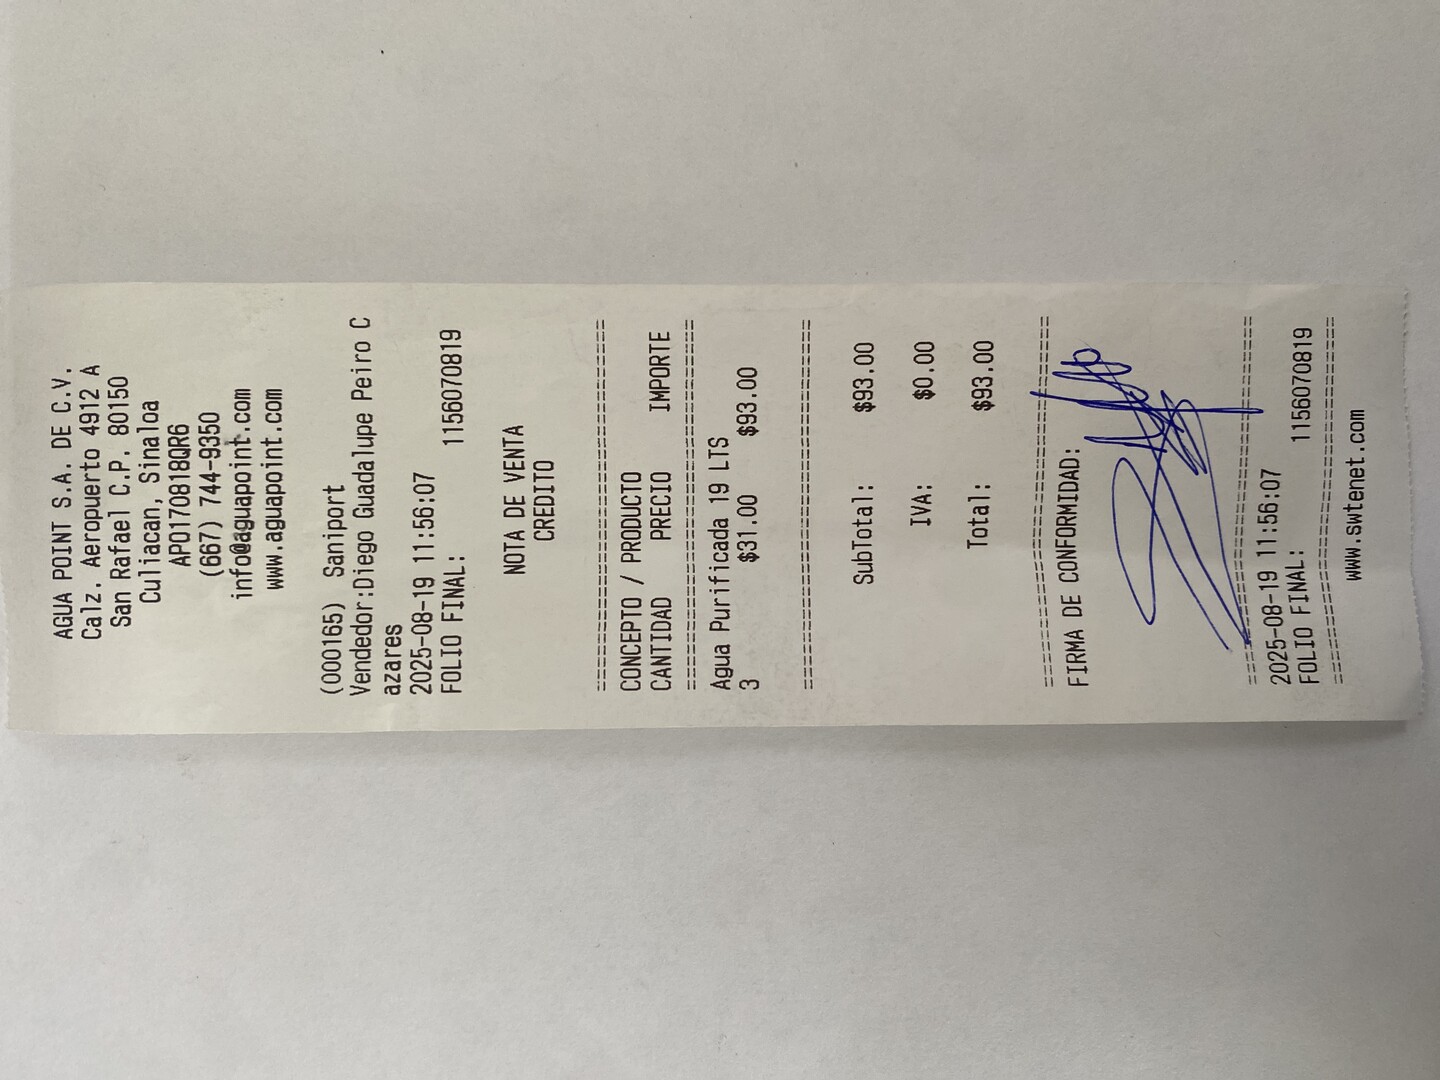 AGUA POINT S.A. DE C.V.
Calz. Aeropuerto 4912 A
San Rafael C.P. 80150
Culiacan, Sinaloa
APO170818QR6
(667) 744-9350
info@aguapoint.com
www.aguapoint.com
(000165) Saniport
Vendedor:Diego Guadalupe Peiro C
azares
2025-08-19 11:56:07
FOLIO FINAL: 1156070819
NOTA DE VENTA
CREDITO
================================
CONCEPTO / PRODUCTO
CANTIDAD PRECIO IMPORTE
================================
Agua Purificada 19 LTS
3 $31.00 $93.00
================================
SubTotal: $93.00
IVA: $0.00
Total: $93.00
================================
FIRMA DE CONFORMIDAD:
================================
2025-08-19 11:56:07
FOLIO FINAL: 1156070819
================================
www.swtenet.com